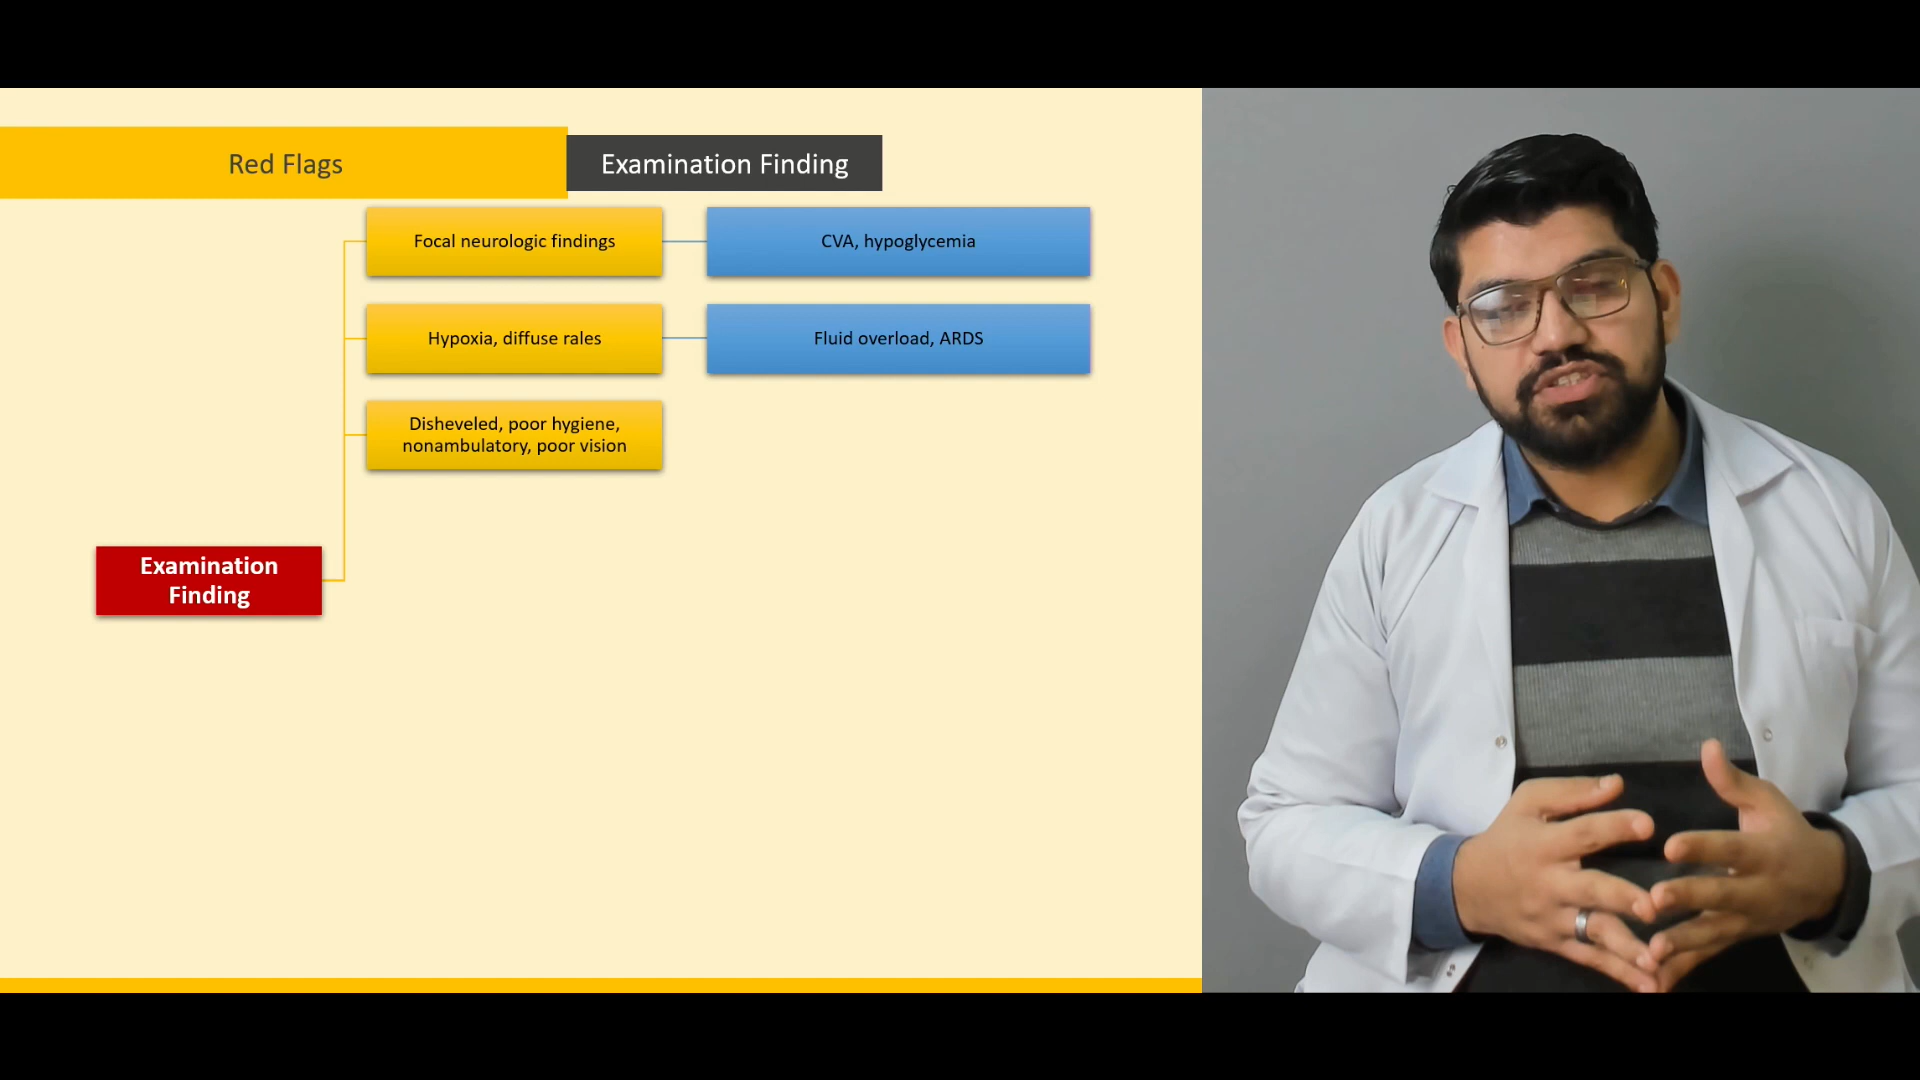 Red Flags
Examination Finding
Focal neurologic findings
CVA, hypoglycemia
Hypoxia, diffuse rales
Fluid overload, ARDS
Disheveled, poor hygiene,
nonambulatory, poor vision
Examination
Finding